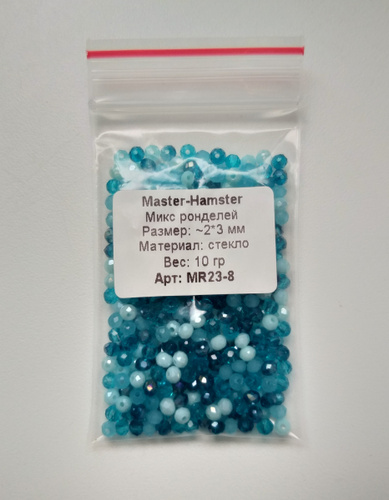 Master-Hamster
Микс ронделей
Размер: ~2*3 мм
Материал: стекло
Вес: 10 гр
Арт: MR23-8